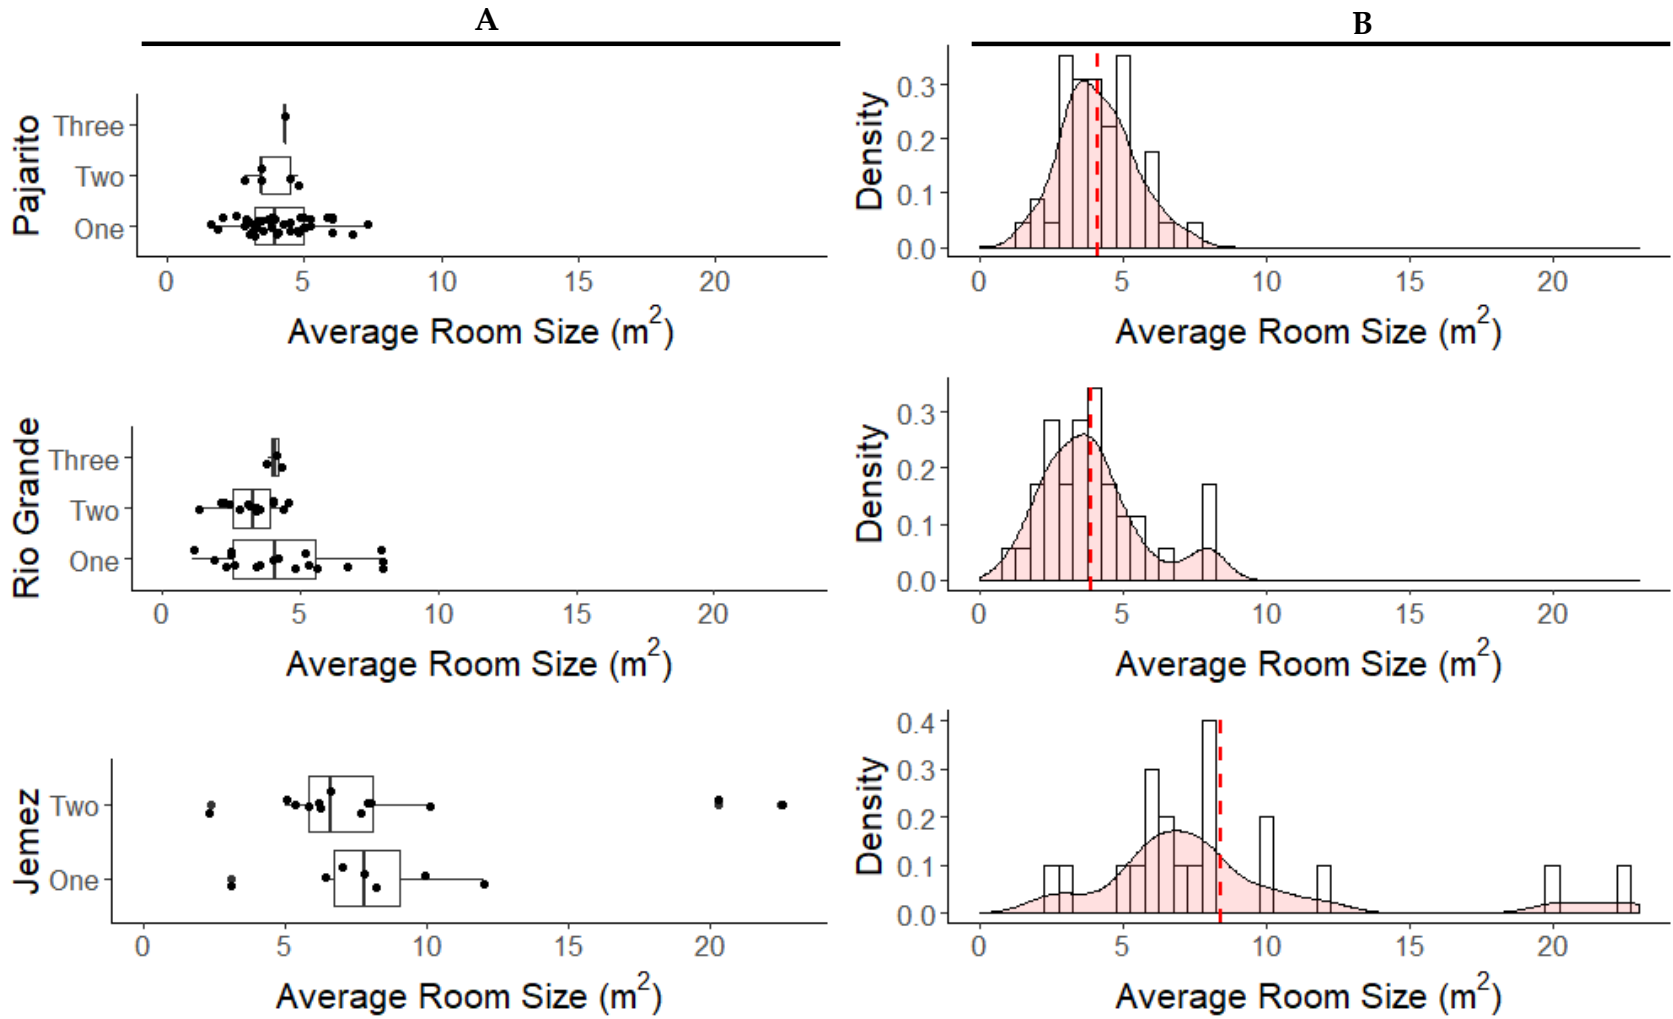 A
B
Pajarito
Three
Two
One
0 5 10 15 20
Average Room Size (m²)
Density
0.3
0.2
0.1
0.0
0 5 10 15 20
Average Room Size (m²)
Rio Grande
Three
Two
One
0 5 10 15 20
Average Room Size (m²)
Density
0.3
0.2
0.1
0.0
0 5 10 15 20
Average Room Size (m²)
Jemez
Two
One
0 5 10 15 20
Average Room Size (m²)
Density
0.4
0.3
0.2
0.1
0.0
0 5 10 15 20
Average Room Size (m²)